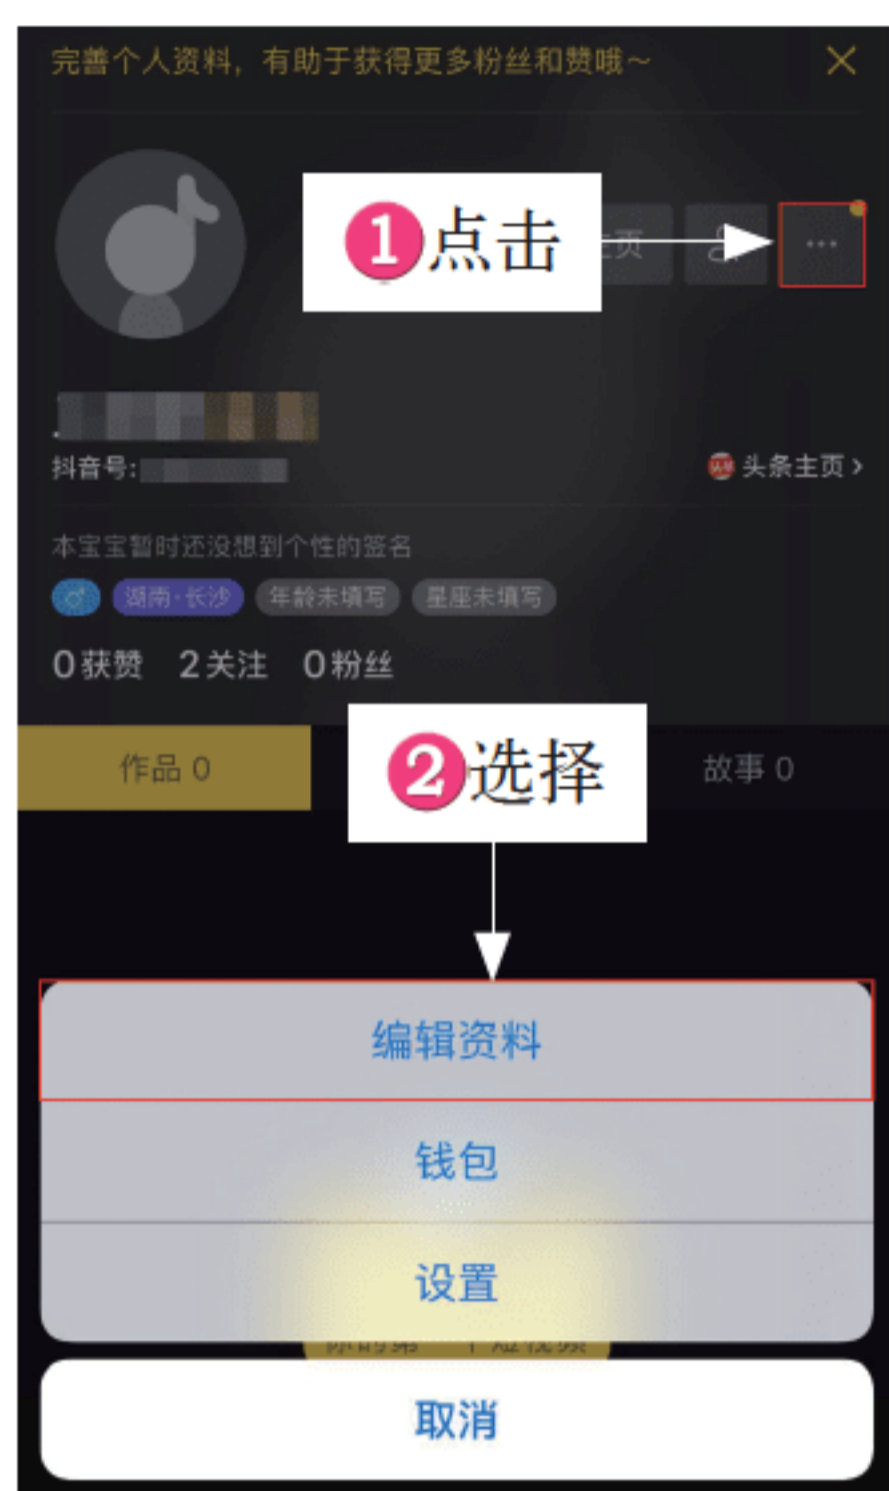 完善个人资料，有助于获得更多粉丝和赞哦～
❶点击
页
...
抖音号:
头条主页 >
本宝宝暂时还没想到个性的签名
♂ 湖南·长沙 年龄未填写 星座未填写
0获赞 2关注 0粉丝
作品 0
❷选择
故事 0
编辑资料
钱包
设置
取消